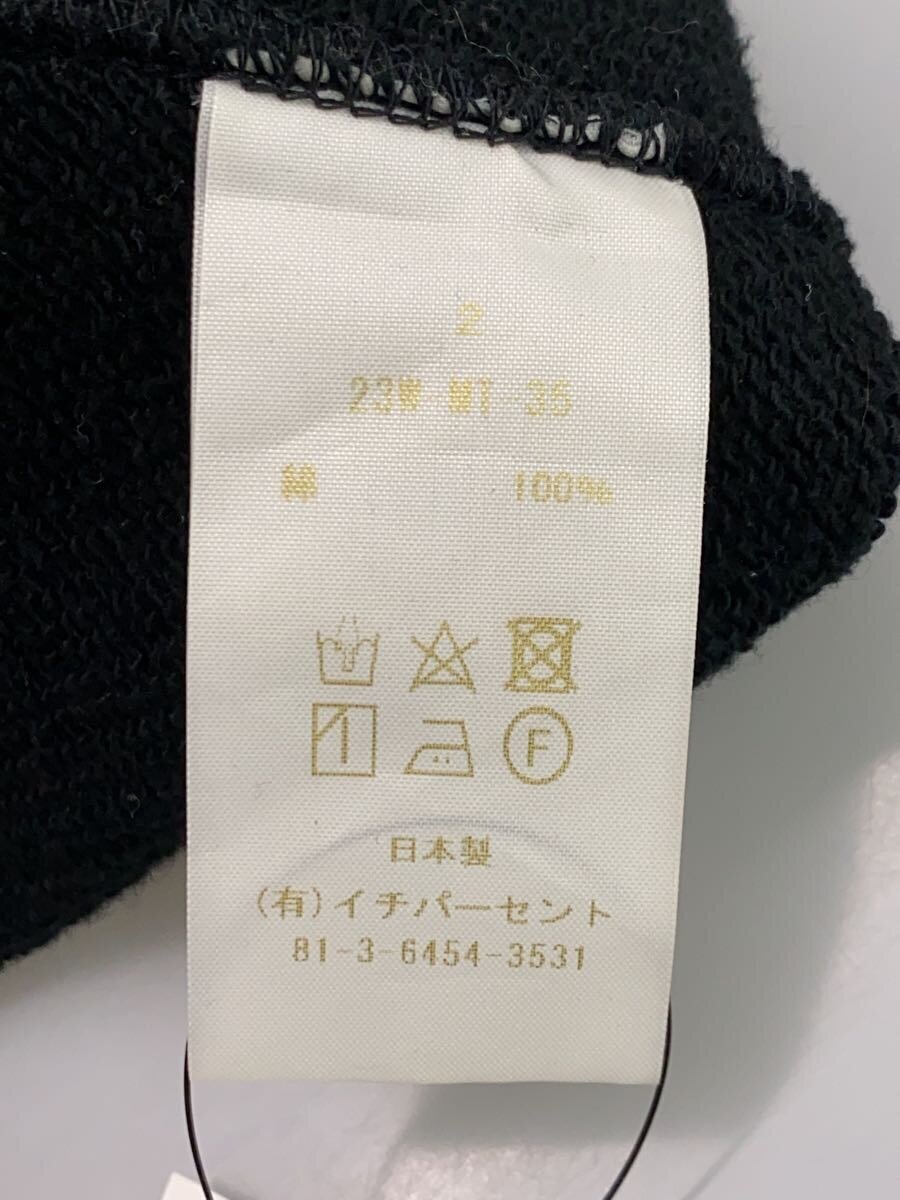 2
23W-MT-35
綿 100%
F
日本製
(有)イチパーセント
81-3-6454-3531